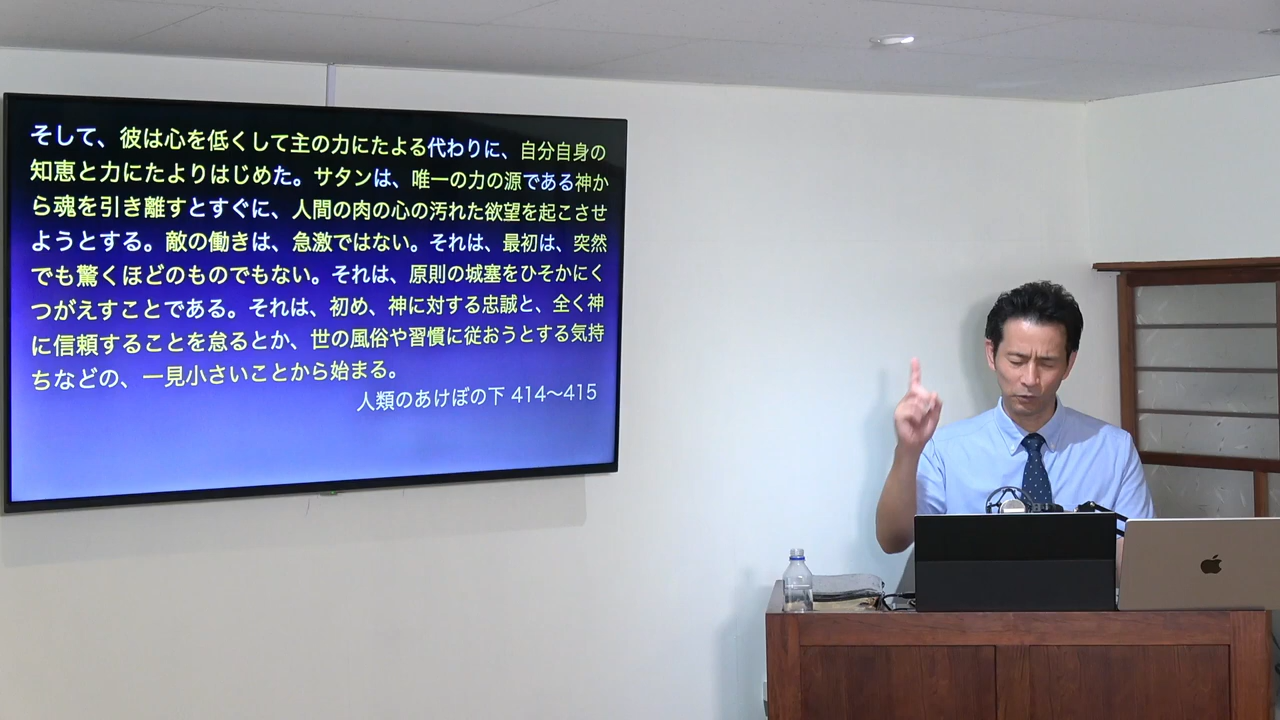 そして、彼は心を低くして主の力にたよる代わりに、自分自身の
知恵と力にたよりはじめた。サタンは、唯一の力の源である神か
ら魂を引き離すとすぐに、人間の肉の心の汚れた欲望を起こさせ
ようとする。敵の働きは、急激ではない。それは、最初は、突然
でも驚くほどのものでもない。それは、原則の城塞をひそかにく
つがえすことである。それは、初め、神に対する忠誠と、全く神
に信頼することを怠るとか、世の風俗や習慣に従おうとする気持
ちなどの、一見小さいことから始まる。
人類のあけぼの下 414〜415